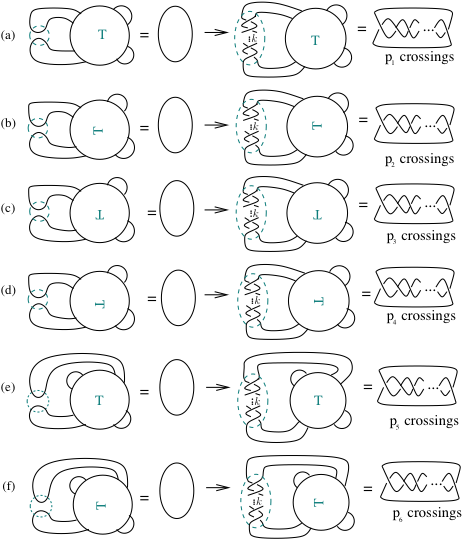 (a) T = → ⋮k T = ...
p₁ crossings
(b) T = → ⋮k T = ...
p₂ crossings
(c) T = → ⋮k T = ...
p₃ crossings
(d) T = → ⋮k T = ...
p₄ crossings
(e) T = → ⋮k T = ...
p₅ crossings
(f) T = → ⋮k T = ...
p₆ crossings